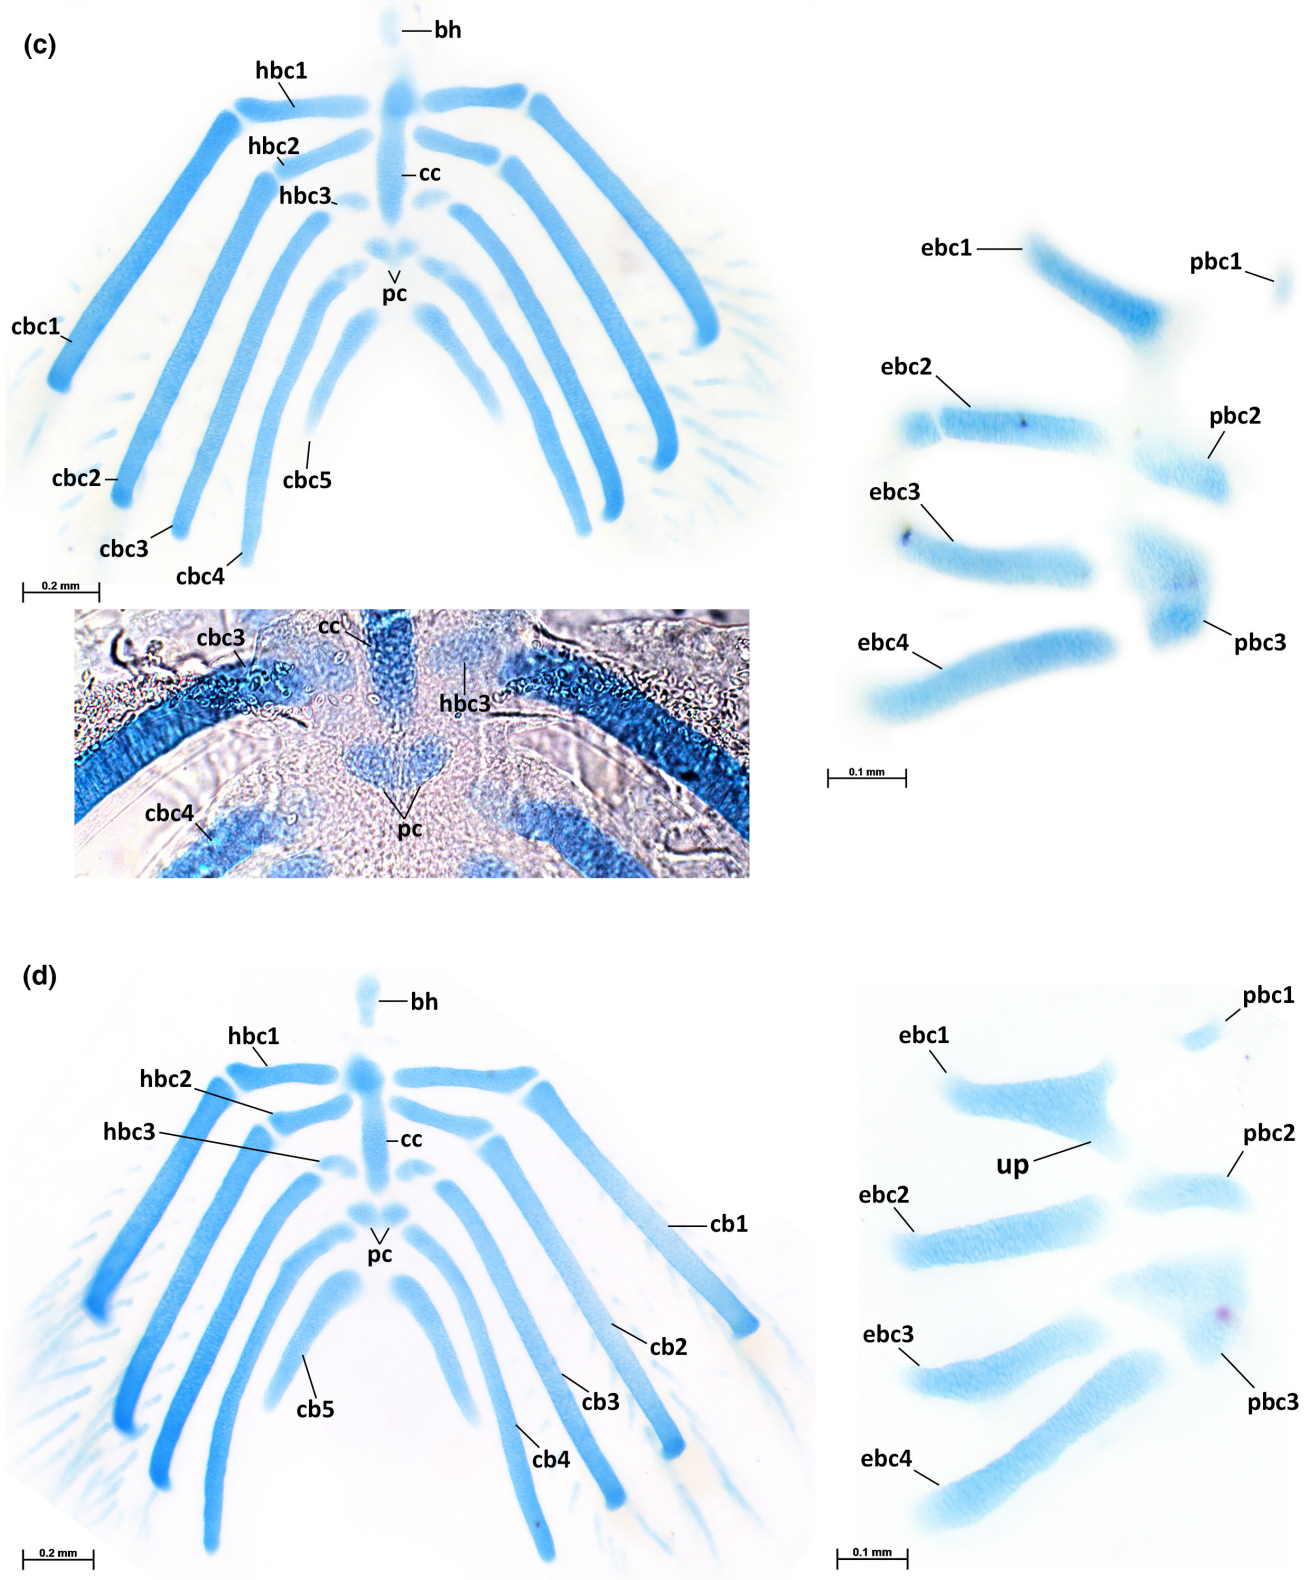 (c)
bh
hbc1
hbc2
cc
hbc3
pc
cbc1
cbc2
cbc5
cbc3
cbc4
0.2 mm
ebc1
pbc1
ebc2
pbc2
ebc3
ebc4
pbc3
0.1 mm
cbc3
cc
hbc3
cbc4
pc
(d)
bh
hbc1
hbc2
hbc3
cc
pc
cb1
cb2
cb3
cb5
cb4
0.2 mm
pbc1
ebc1
pbc2
up
ebc2
ebc3
pbc3
ebc4
0.1 mm